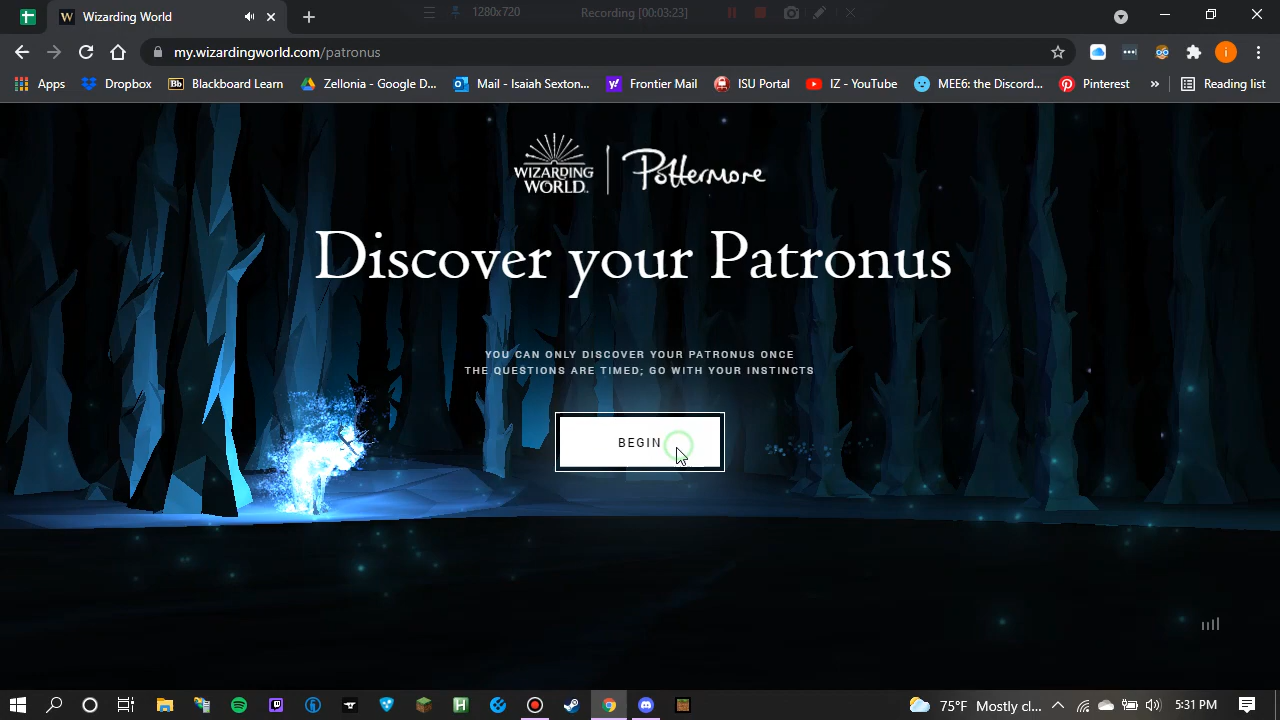 Wizarding World
1280x720
Recording [00:03:23]
my.wizardingworld.com/patronus
i
Apps
Dropbox
Bb
Blackboard Learn
Zellonia - Google D...
Mail - Isaiah Sexton...
Frontier Mail
ISU Portal
IZ - YouTube
MEE6: the Discord...
Pinterest
»
Reading list
WIZARDING
WORLD.
Pottermore
Discover your Patronus
YOU CAN ONLY DISCOVER YOUR PATRONUS ONCE
THE QUESTIONS ARE TIMED; GO WITH YOUR INSTINCTS
BEGIN
75°F Mostly cl...
5:31 PM